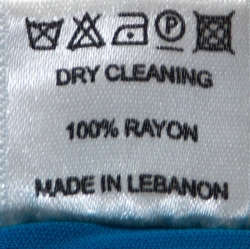 P
DRY CLEANING
100% RAYON
MADE IN LEBANON